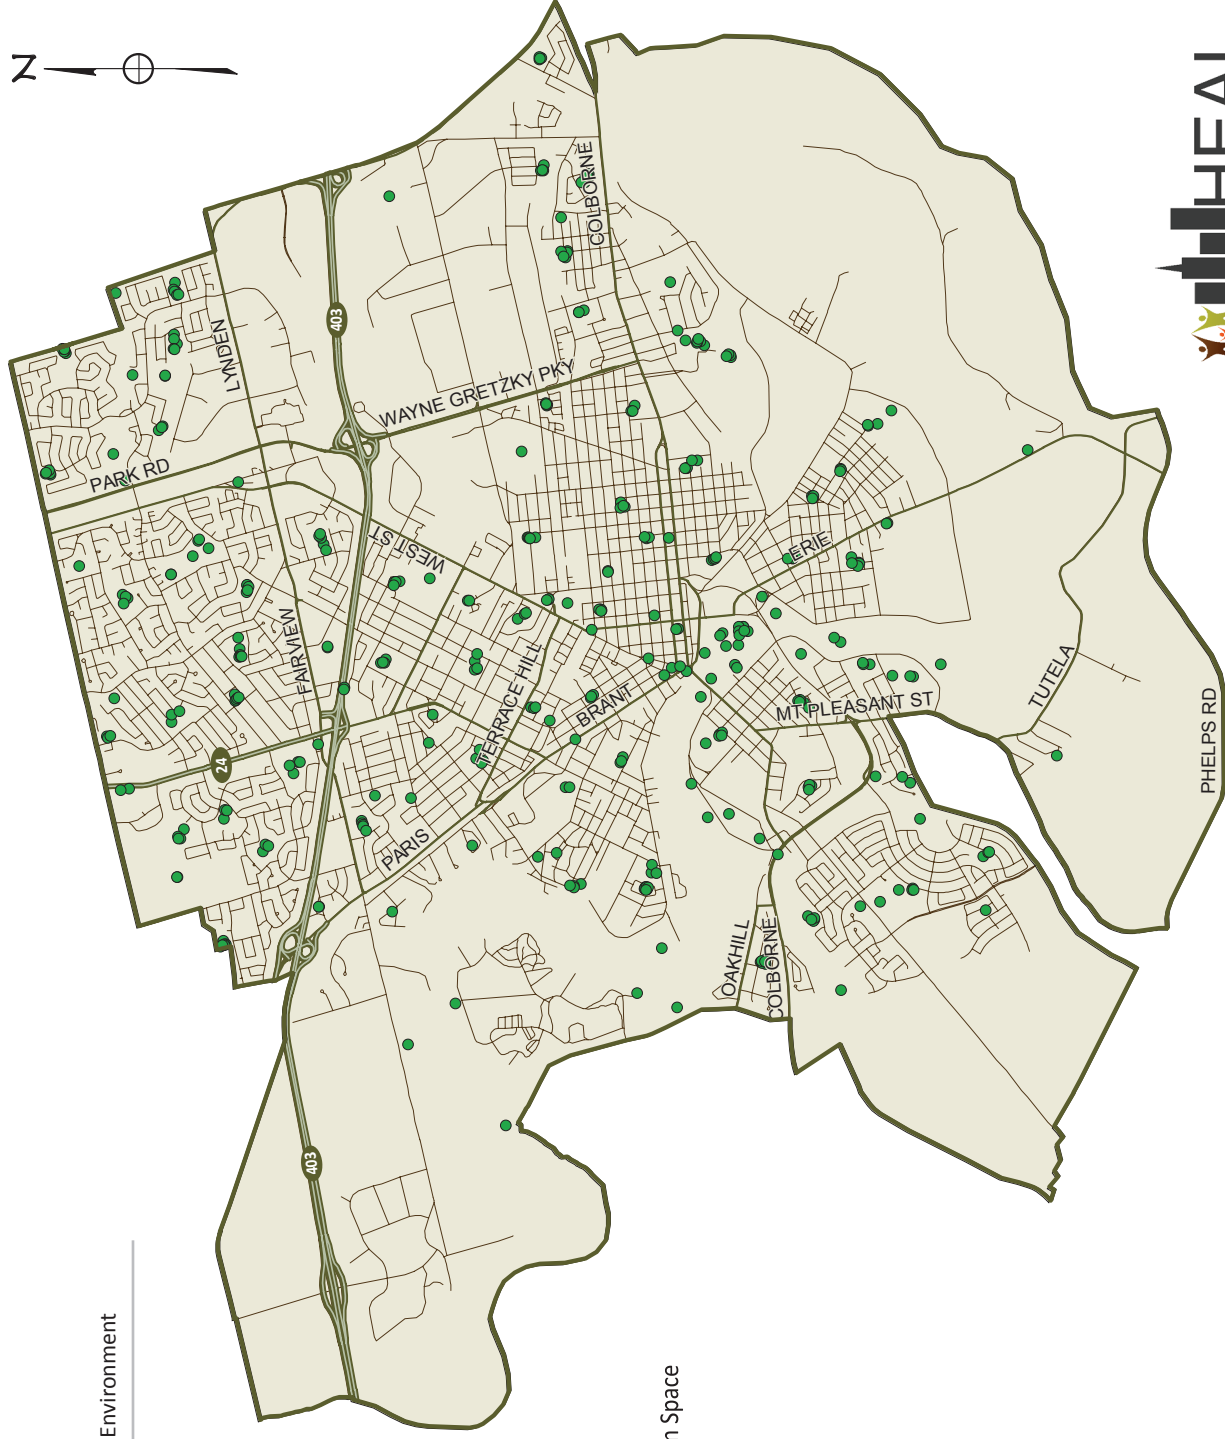 N
Environment
LYNDEN
PARK RD
403
WAYNE GRETZKY PKY
COLBORNE
WEST ST
FAIRVIEW
24
TERRACE HILL
BRANT
PARIS
ERIE
MT PLEASANT ST
OAKHILL
COLBORNE
TUTELA
PHELPS RD
403
Space